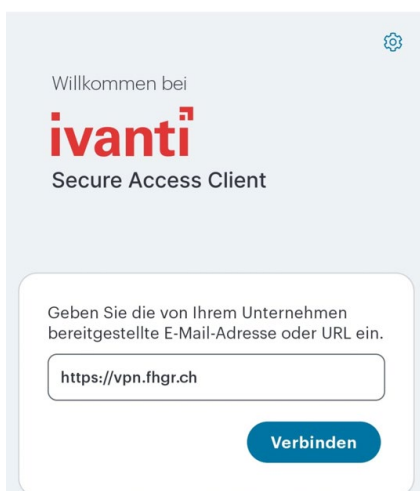 Willkommen bei
ivanti
Secure Access Client
Geben Sie die von Ihrem Unternehmen
bereitgestellte E-Mail-Adresse oder URL ein.
https://vpn.fhgr.ch
Verbinden